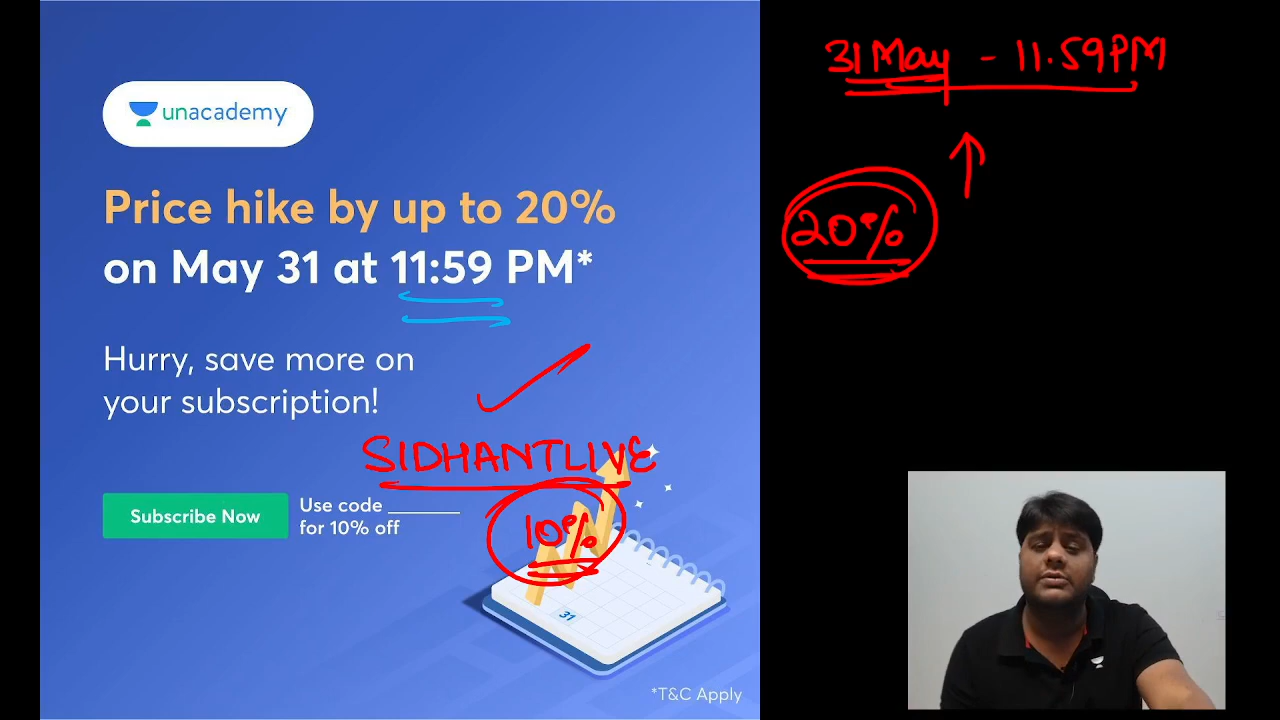 unacademy
Price hike by up to 20%
on May 31 at 11:59 PM*
Hurry, save more on
your subscription!
SIDHANTLIVE
Subscribe Now
Use code ________
for 10% off
10%
31
*T&C Apply
31 May - 11.59PM
20%